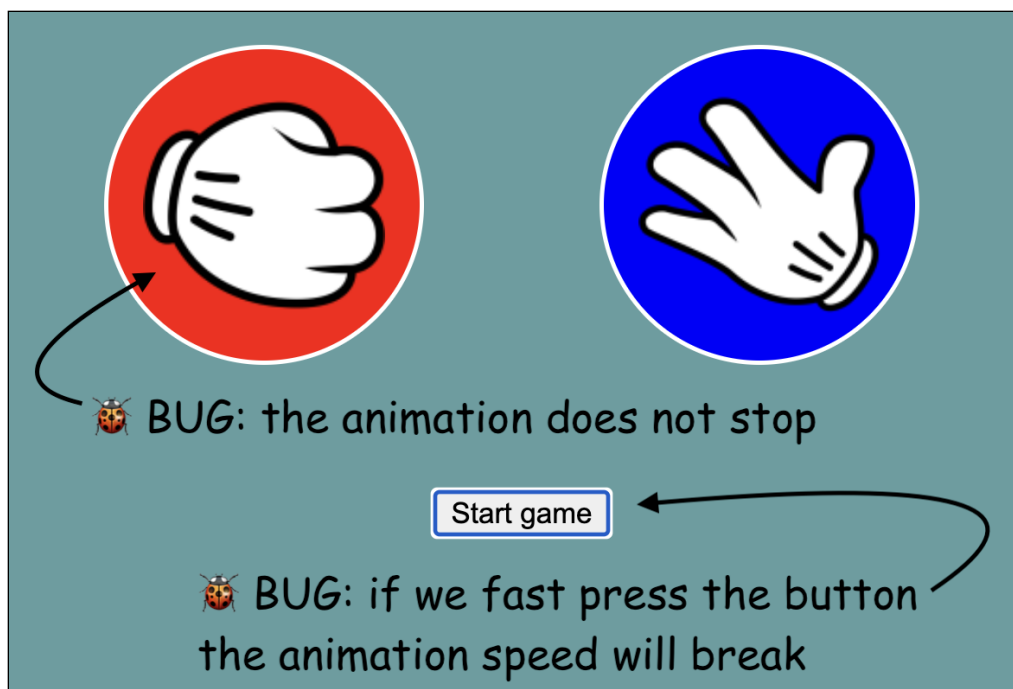 🐞 BUG: the animation does not stop
Start game
🐞 BUG: if we fast press the button
the animation speed will break